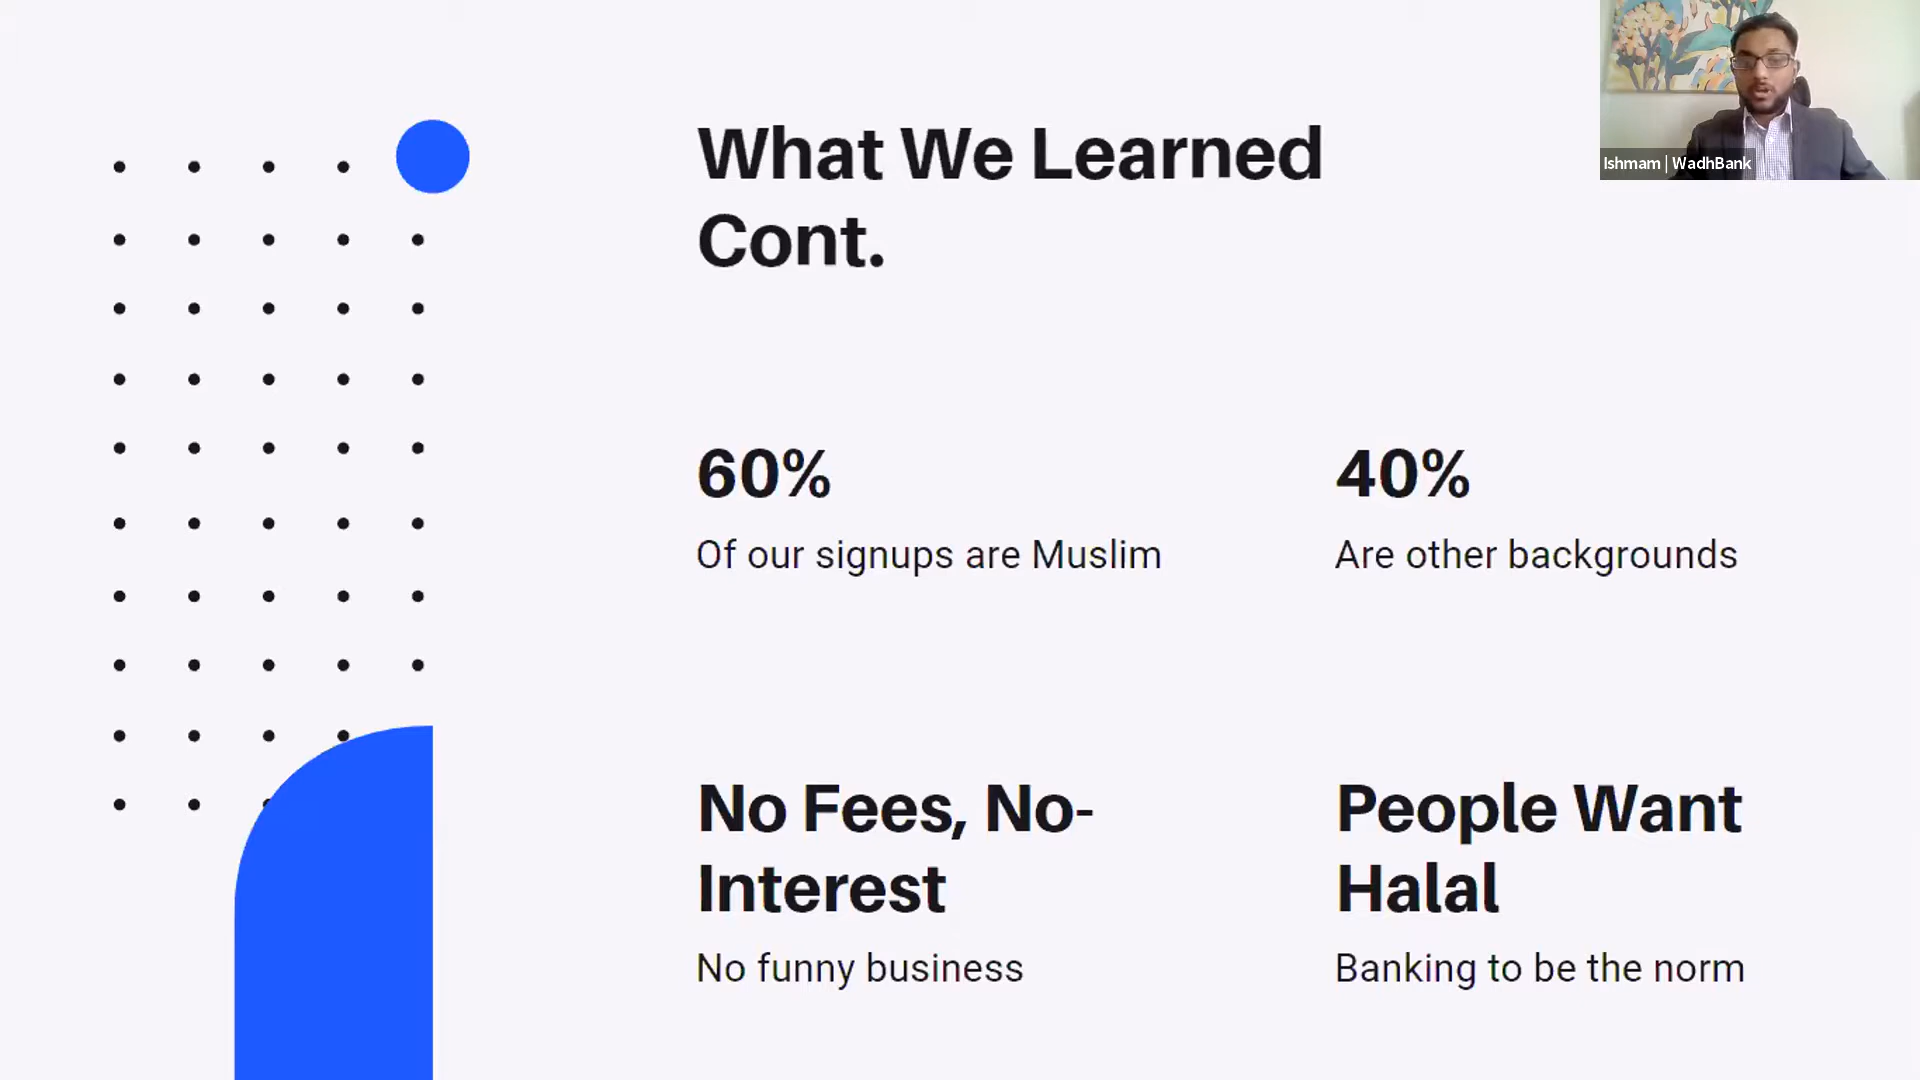 What We Learned
Cont.
Ishmam | WadhBank
60%
Of our signups are Muslim
40%
Are other backgrounds
No Fees, No-
Interest
No funny business
People Want
Halal
Banking to be the norm